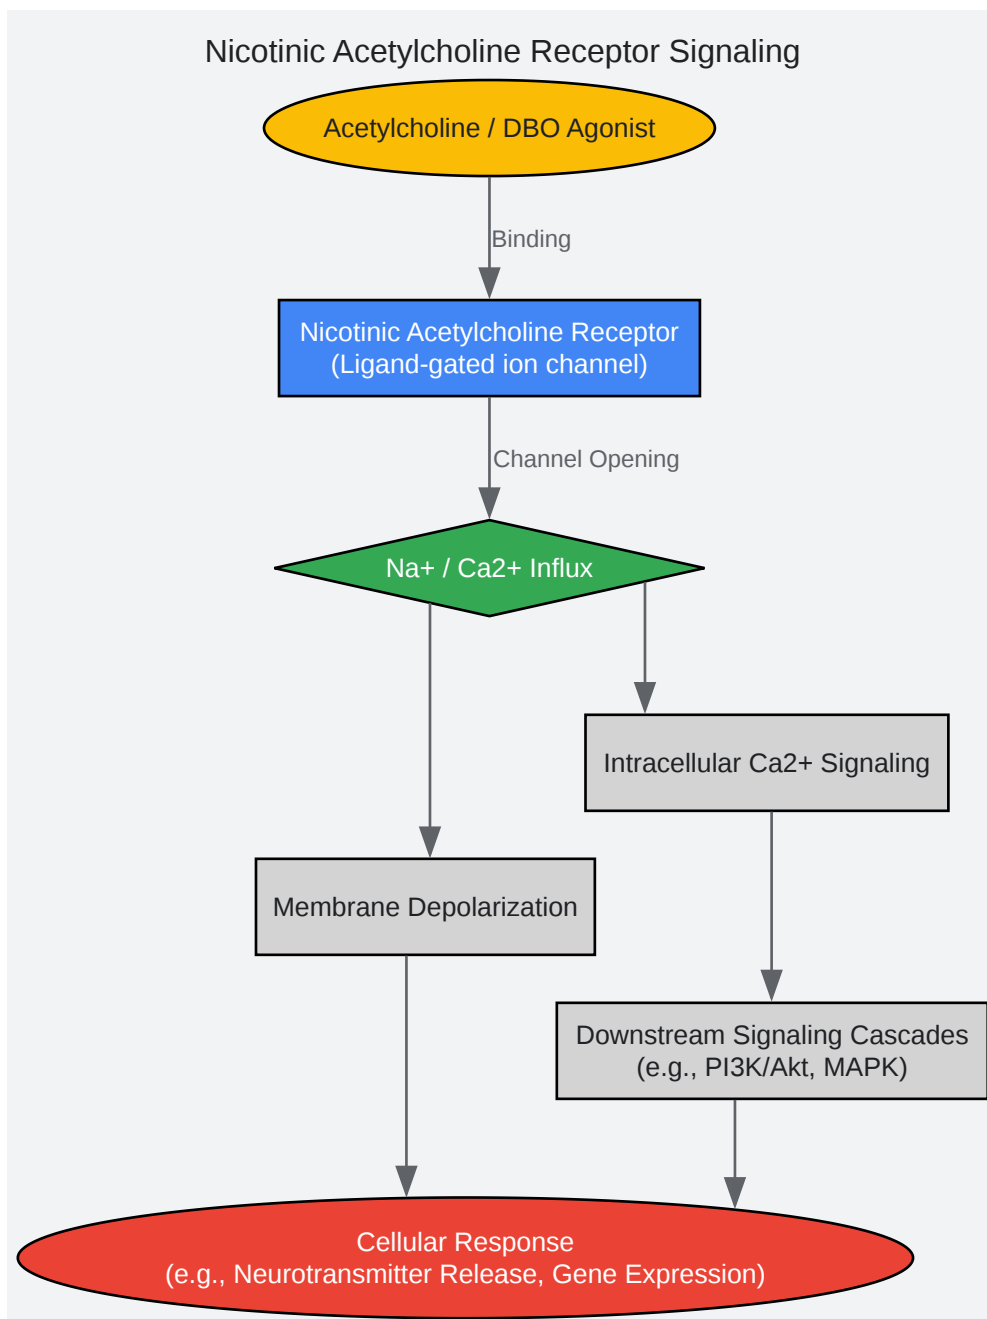 Nicotinic Acetylcholine Receptor Signaling
Acetylcholine / DBO Agonist
Binding
Nicotinic Acetylcholine Receptor
(Ligand-gated ion channel)
Channel Opening
Na+ / Ca2+ Influx
Intracellular Ca2+ Signaling
Membrane Depolarization
Downstream Signaling Cascades
(e.g., PI3K/Akt, MAPK)
Cellular Response
(e.g., Neurotransmitter Release, Gene Expression)